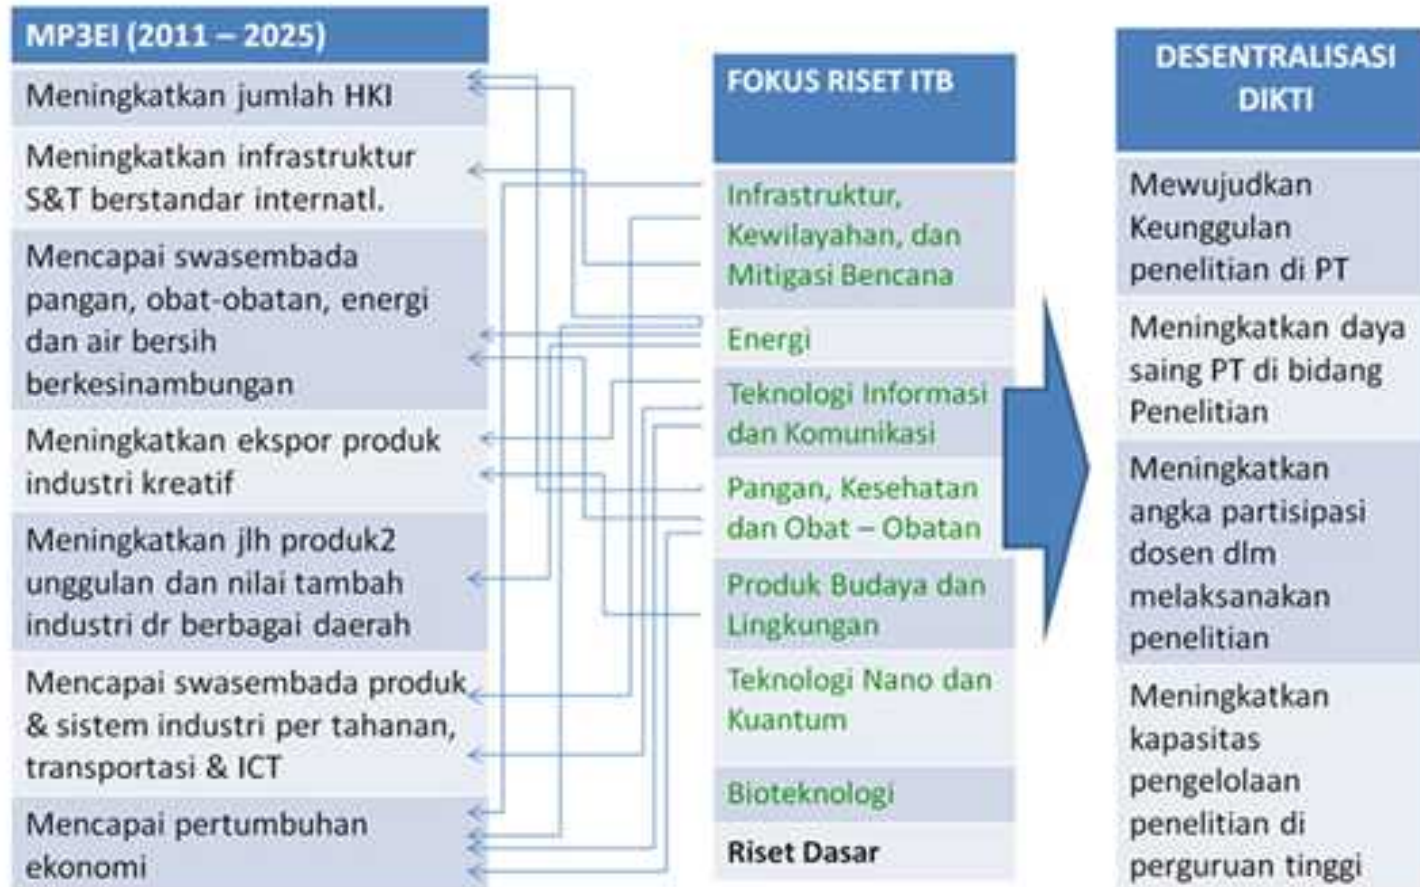 MP3EI (2011 – 2025)
Meningkatkan jumlah HKI
Meningkatkan infrastruktur
S&T berstandar internatl.
Mencapai swasembada
pangan, obat-obatan, energi
dan air bersih
berkesinambungan
Meningkatkan ekspor produk
industri kreatif
Meningkatkan jlh produk2
unggulan dan nilai tambah
industri dr berbagai daerah
Mencapai swasembada produk
& sistem industri per tahanan,
transportasi & ICT
Mencapai pertumbuhan
ekonomi
FOKUS RISET ITB
Infrastruktur,
Kewilayahan, dan
Mitigasi Bencana
Energi
Teknologi Informasi
dan Komunikasi
Pangan, Kesehatan
dan Obat – Obatan
Produk Budaya dan
Lingkungan
Teknologi Nano dan
Kuantum
Bioteknologi
Riset Dasar
DESENTRALISASI
DIKTI
Mewujudkan
Keunggulan
penelitian di PT
Meningkatkan daya
saing PT di bidang
Penelitian
Meningkatkan
angka partisipasi
dosen dlm
melaksanakan
penelitian
Meningkatkan
kapasitas
pengelolaan
penelitian di
perguruan tinggi